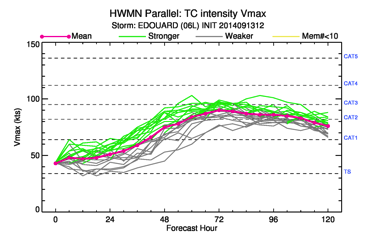 HWMN Parallel: TC intensity Vmax
Storm: EDOUARD (06L) INIT 2014091312
Mean Stronger Weaker Mem#<10
150
100
50
0
Vmax (kts)
CAT5
CAT4
CAT3
CAT2
CAT1
TS
0 24 48 72 96 120
Forecast Hour